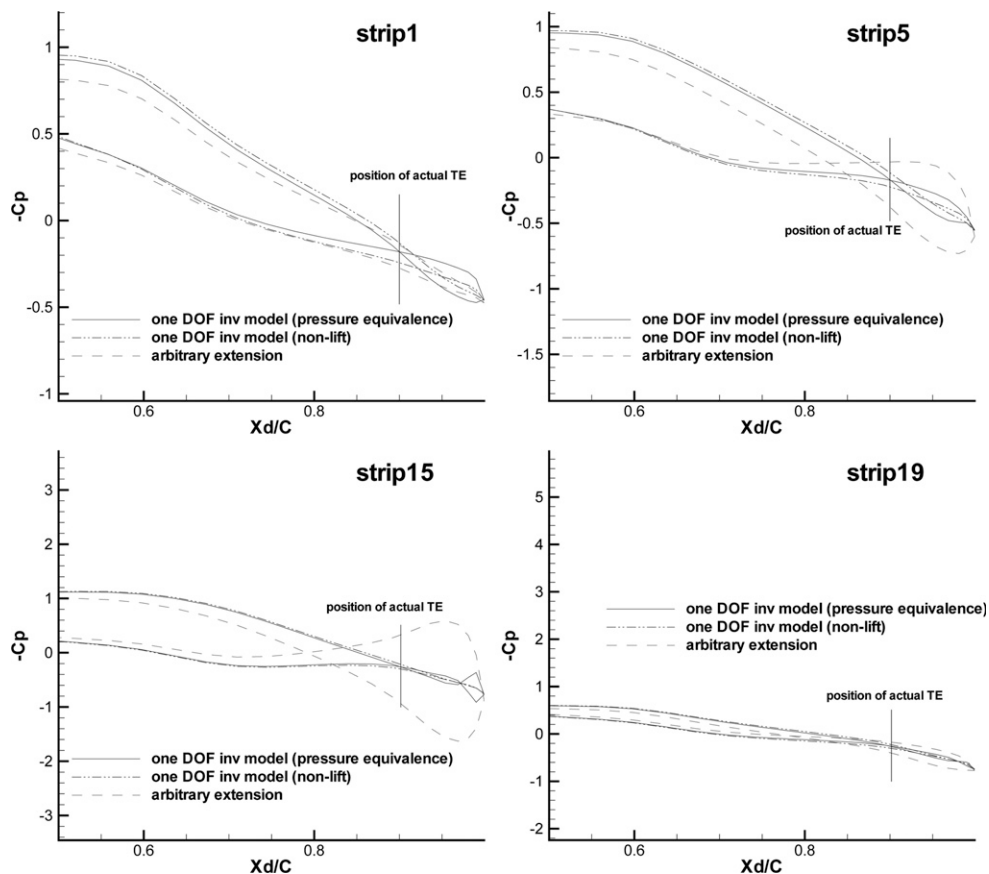 strip1
1
0.5
0
-0.5
-1
-Cp
position of actual TE
one DOF inv model (pressure equivalence)
one DOF inv model (non-lift)
arbitrary extension
0.6
0.8
Xd/C
strip5
1
0.5
0
-0.5
-1
-1.5
-Cp
position of actual TE
one DOF inv model (pressure equivalence)
one DOF inv model (non-lift)
arbitrary extension
0.6
0.8
Xd/C
strip15
3
2
1
0
-1
-2
-3
-Cp
position of actual TE
one DOF inv model (pressure equivalence)
one DOF inv model (non-lift)
arbitrary extension
0.6
0.8
Xd/C
strip19
5
4
3
2
1
0
-1
-2
-Cp
one DOF inv model (pressure equivalence)
one DOF inv model (non-lift)
arbitrary extension
position of actual TE
0.6
0.8
Xd/C